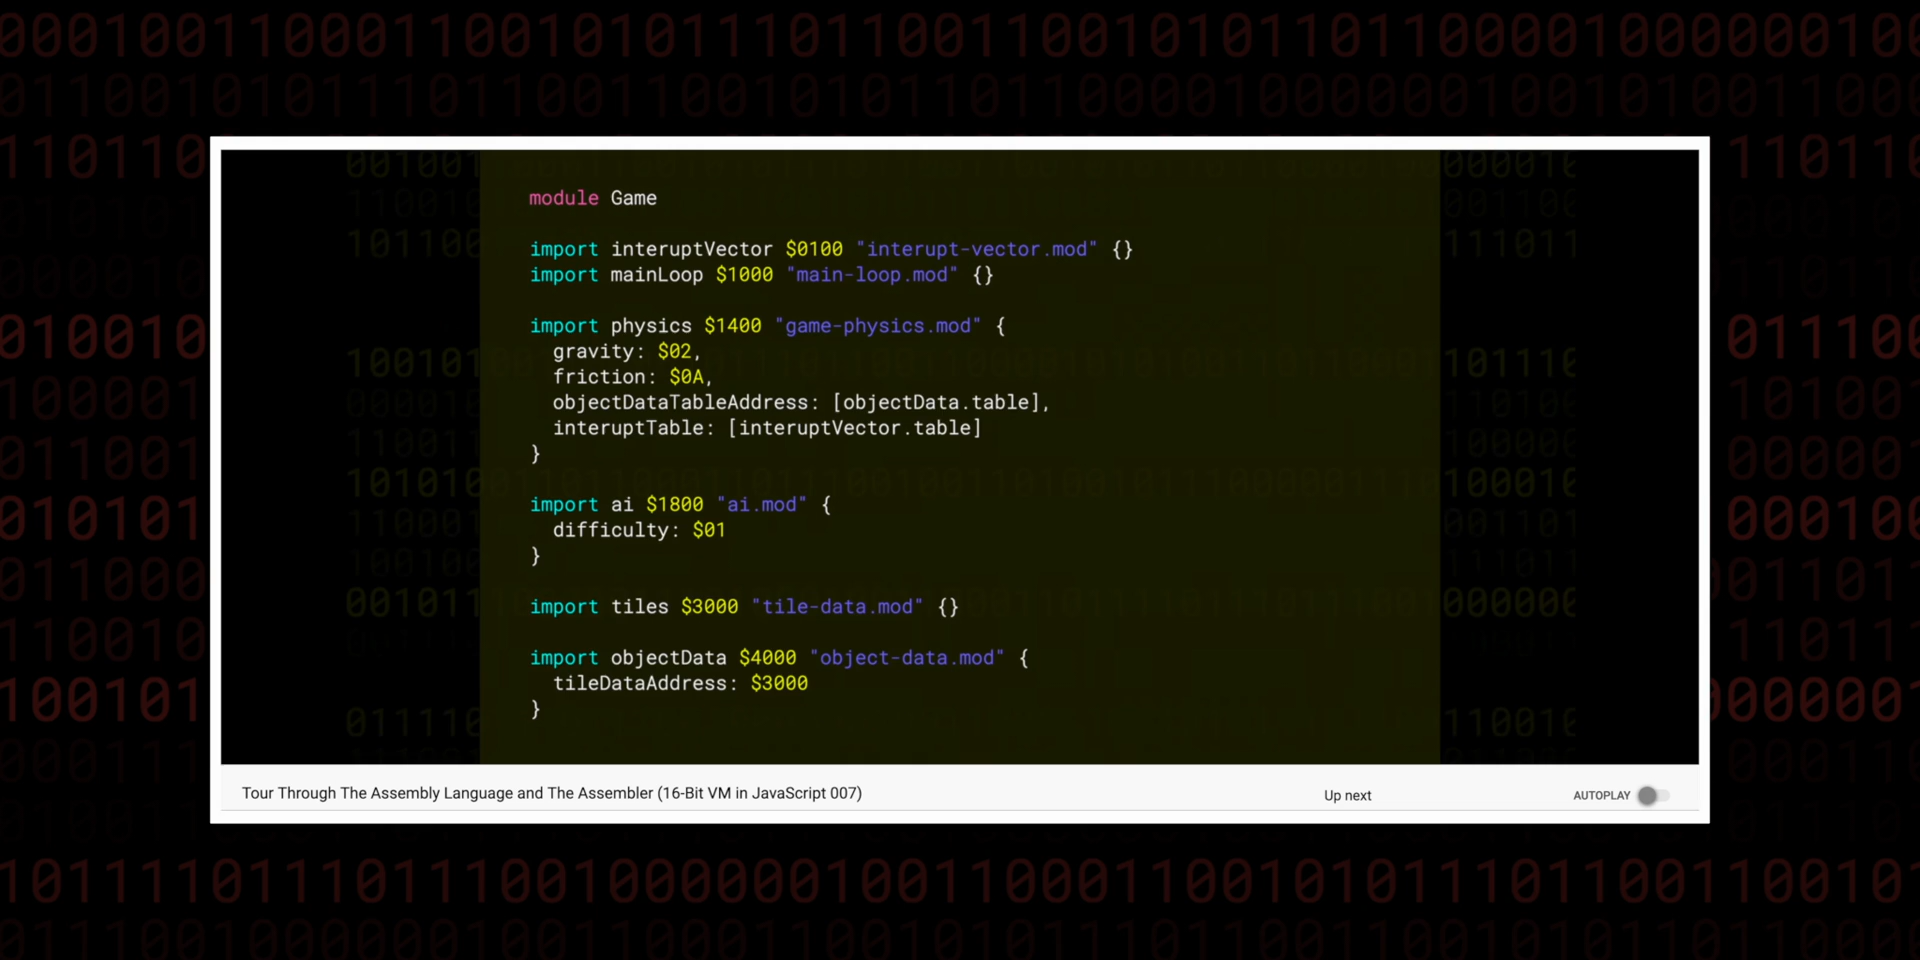 module Game
import interuptVector $0100 "interupt-vector.mod" {}
import mainLoop $1000 "main-loop.mod" {}
import physics $1400 "game-physics.mod" {
gravity: $02,
friction: $0A,
objectDataTableAddress: [objectData.table],
interuptTable: [interuptVector.table]
}
import ai $1800 "ai.mod" {
difficulty: $01
}
import tiles $3000 "tile-data.mod" {}
import objectData $4000 "object-data.mod" {
tileDataAddress: $3000
}
Tour Through The Assembly Language and The Assembler (16-Bit VM in JavaScript 007)
Up next
AUTOPLAY